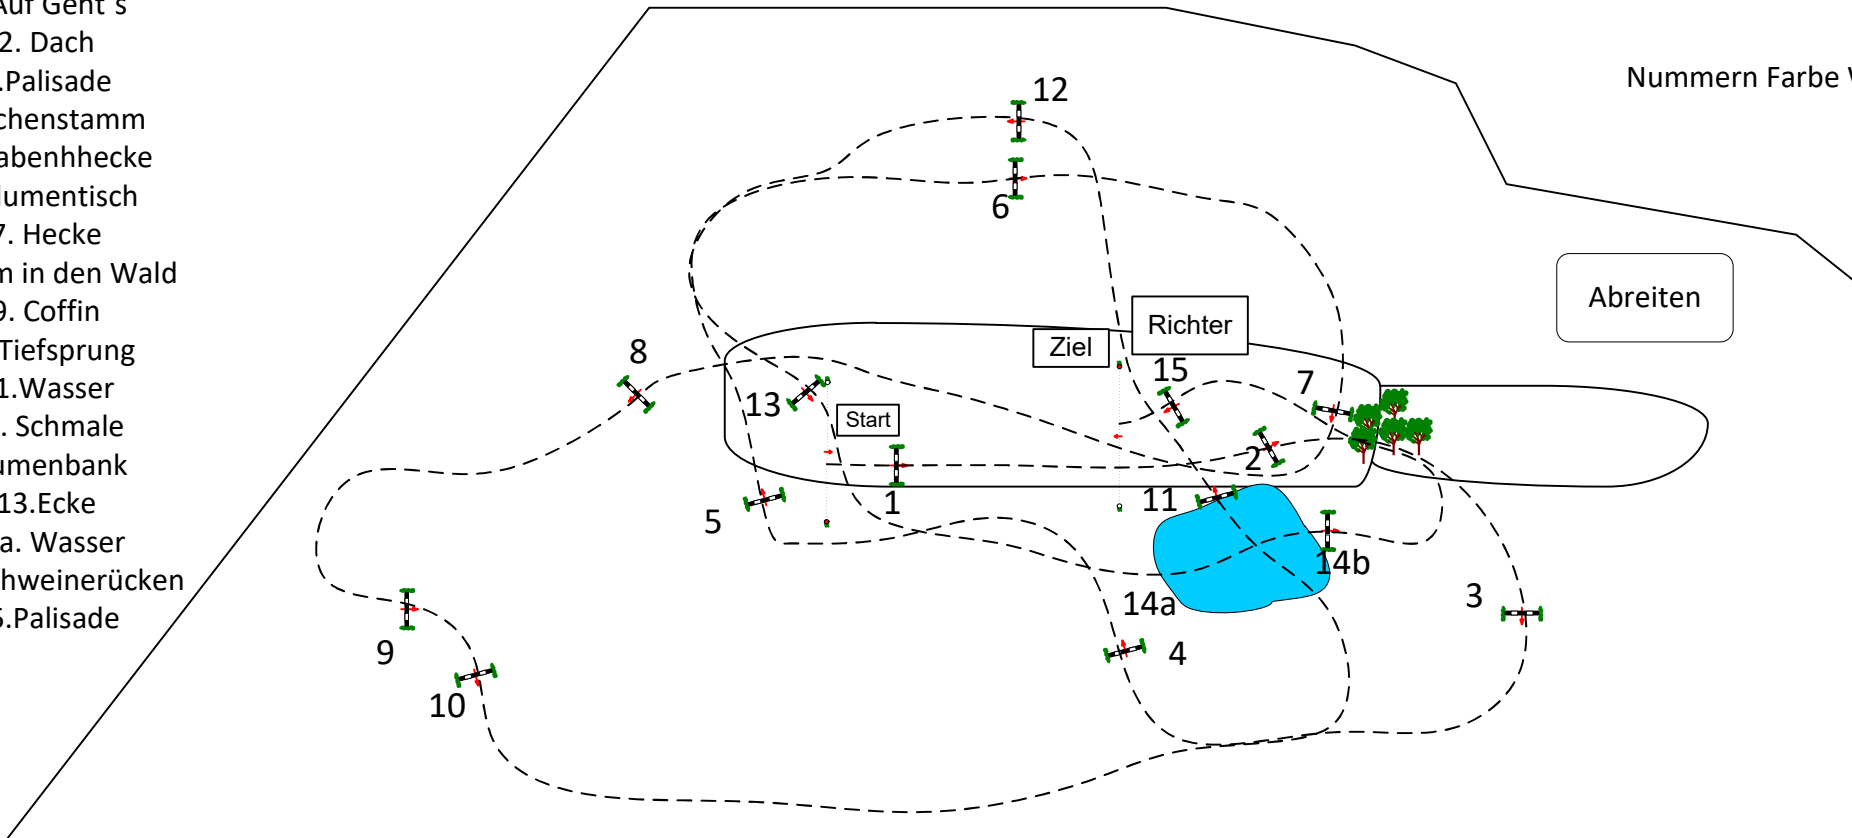 Auf Geht´s
2. Dach
.Palisade
chenstamm
abenhhecke
lumentisch
7. Hecke
m in den Wald
9. Coffin
Tiefsprung
1.Wasser
. Schmale
umenbank
13.Ecke
a. Wasser
hweinerücken
5.Palisade
Nummern Farbe
12
6
Abreiten
Richter
Ziel
8
15
7
13
Start
2
1
11
5
14b
3
14a
9
4
10